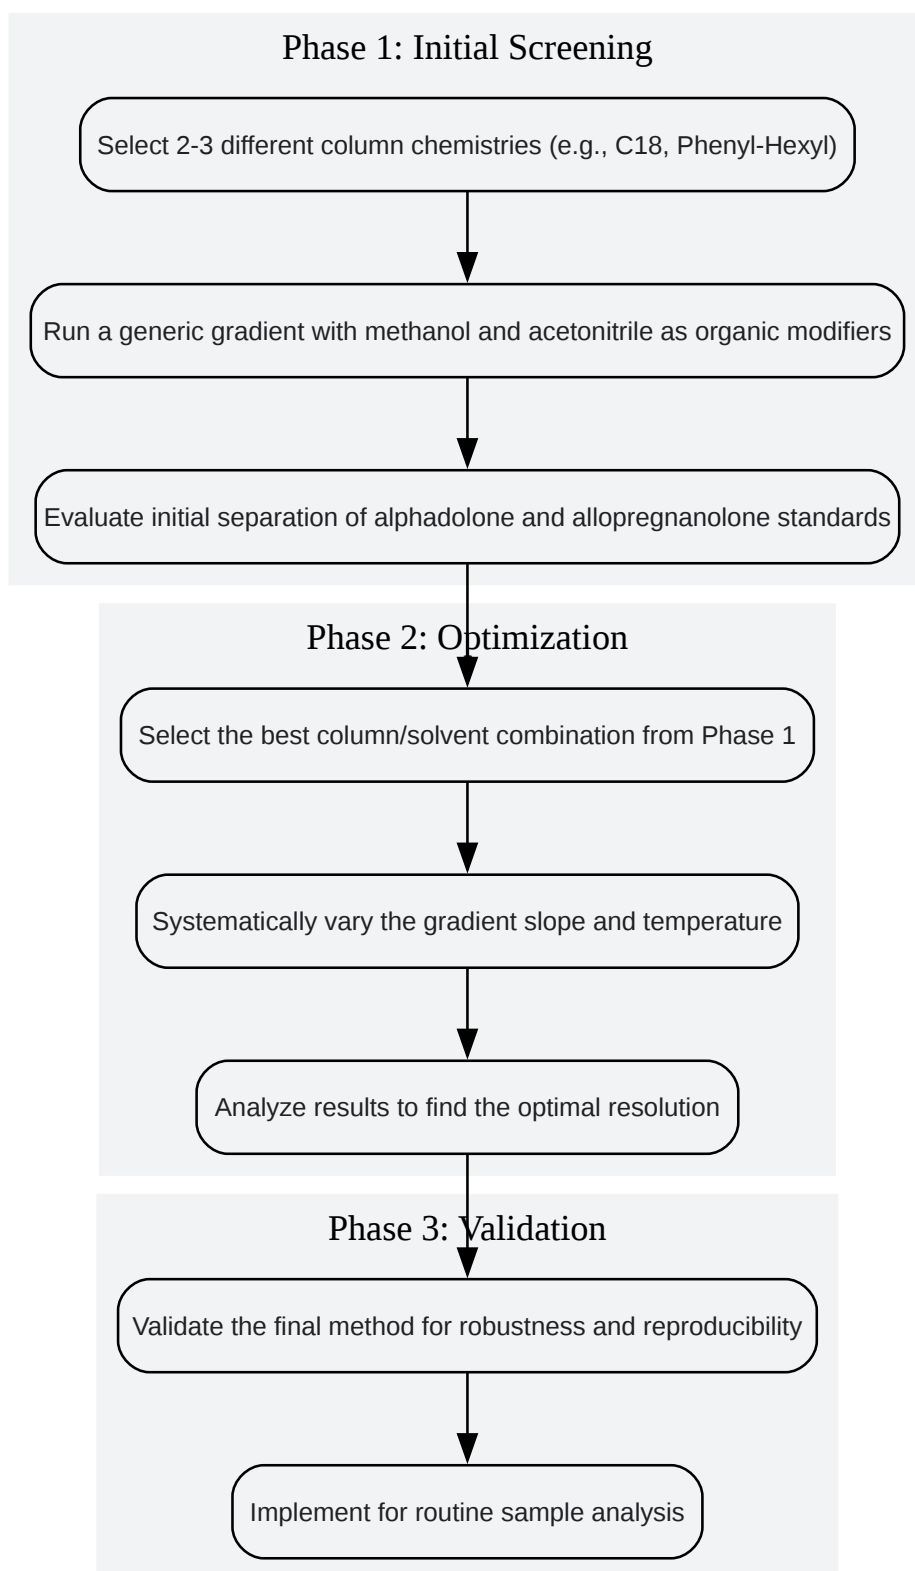 Phase 1: Initial Screening
Select 2-3 different column chemistries (e.g., C18, Phenyl-Hexyl)
Run a generic gradient with methanol and acetonitrile as organic modifiers
Evaluate initial separation of alphadolone and allopregnanolone standards
Phase 2: Optimization
Select the best column/solvent combination from Phase 1
Systematically vary the gradient slope and temperature
Analyze results to find the optimal resolution
Phase 3: Validation
Validate the final method for robustness and reproducibility
Implement for routine sample analysis